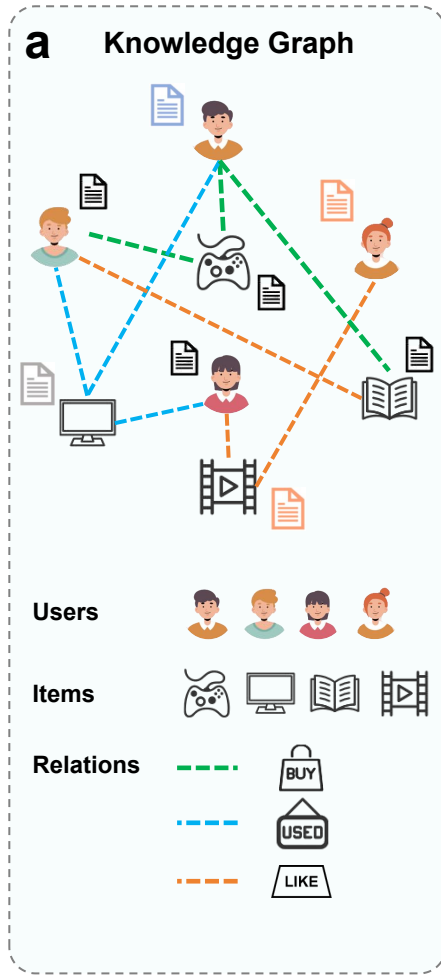 a Knowledge Graph
Users
Items
Relations
BUY
USED
LIKE